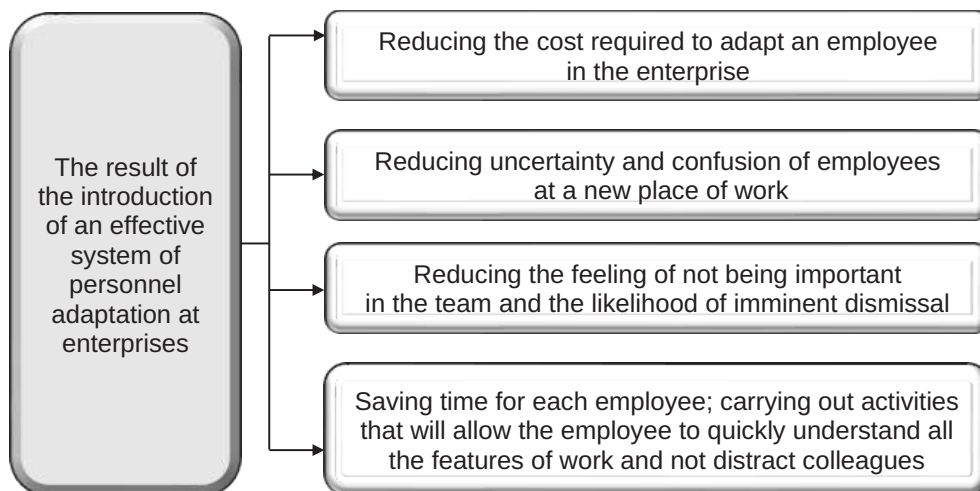 The result of
the introduction
of an effective
system of
personnel
adaptation at
enterprises
Reducing the cost required to adapt an employee
in the enterprise
Reducing uncertainty and confusion of employees
at a new place of work
Reducing the feeling of not being important
in the team and the likelihood of imminent dismissal
Saving time for each employee; carrying out activities
that will allow the employee to quickly understand all
the features of work and not distract colleagues